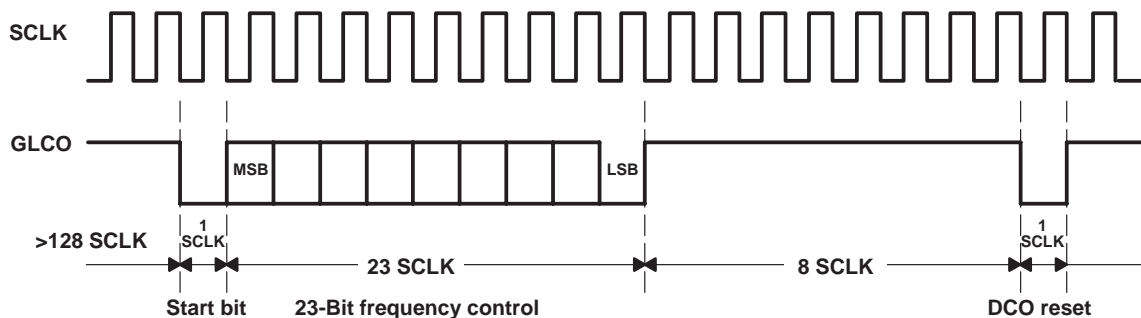 SCLK
GLCO
MSB
LSB
>128 SCLK
1
SCLK
23 SCLK
8 SCLK
1
SCLK
Start bit
23-Bit frequency control
DCO reset